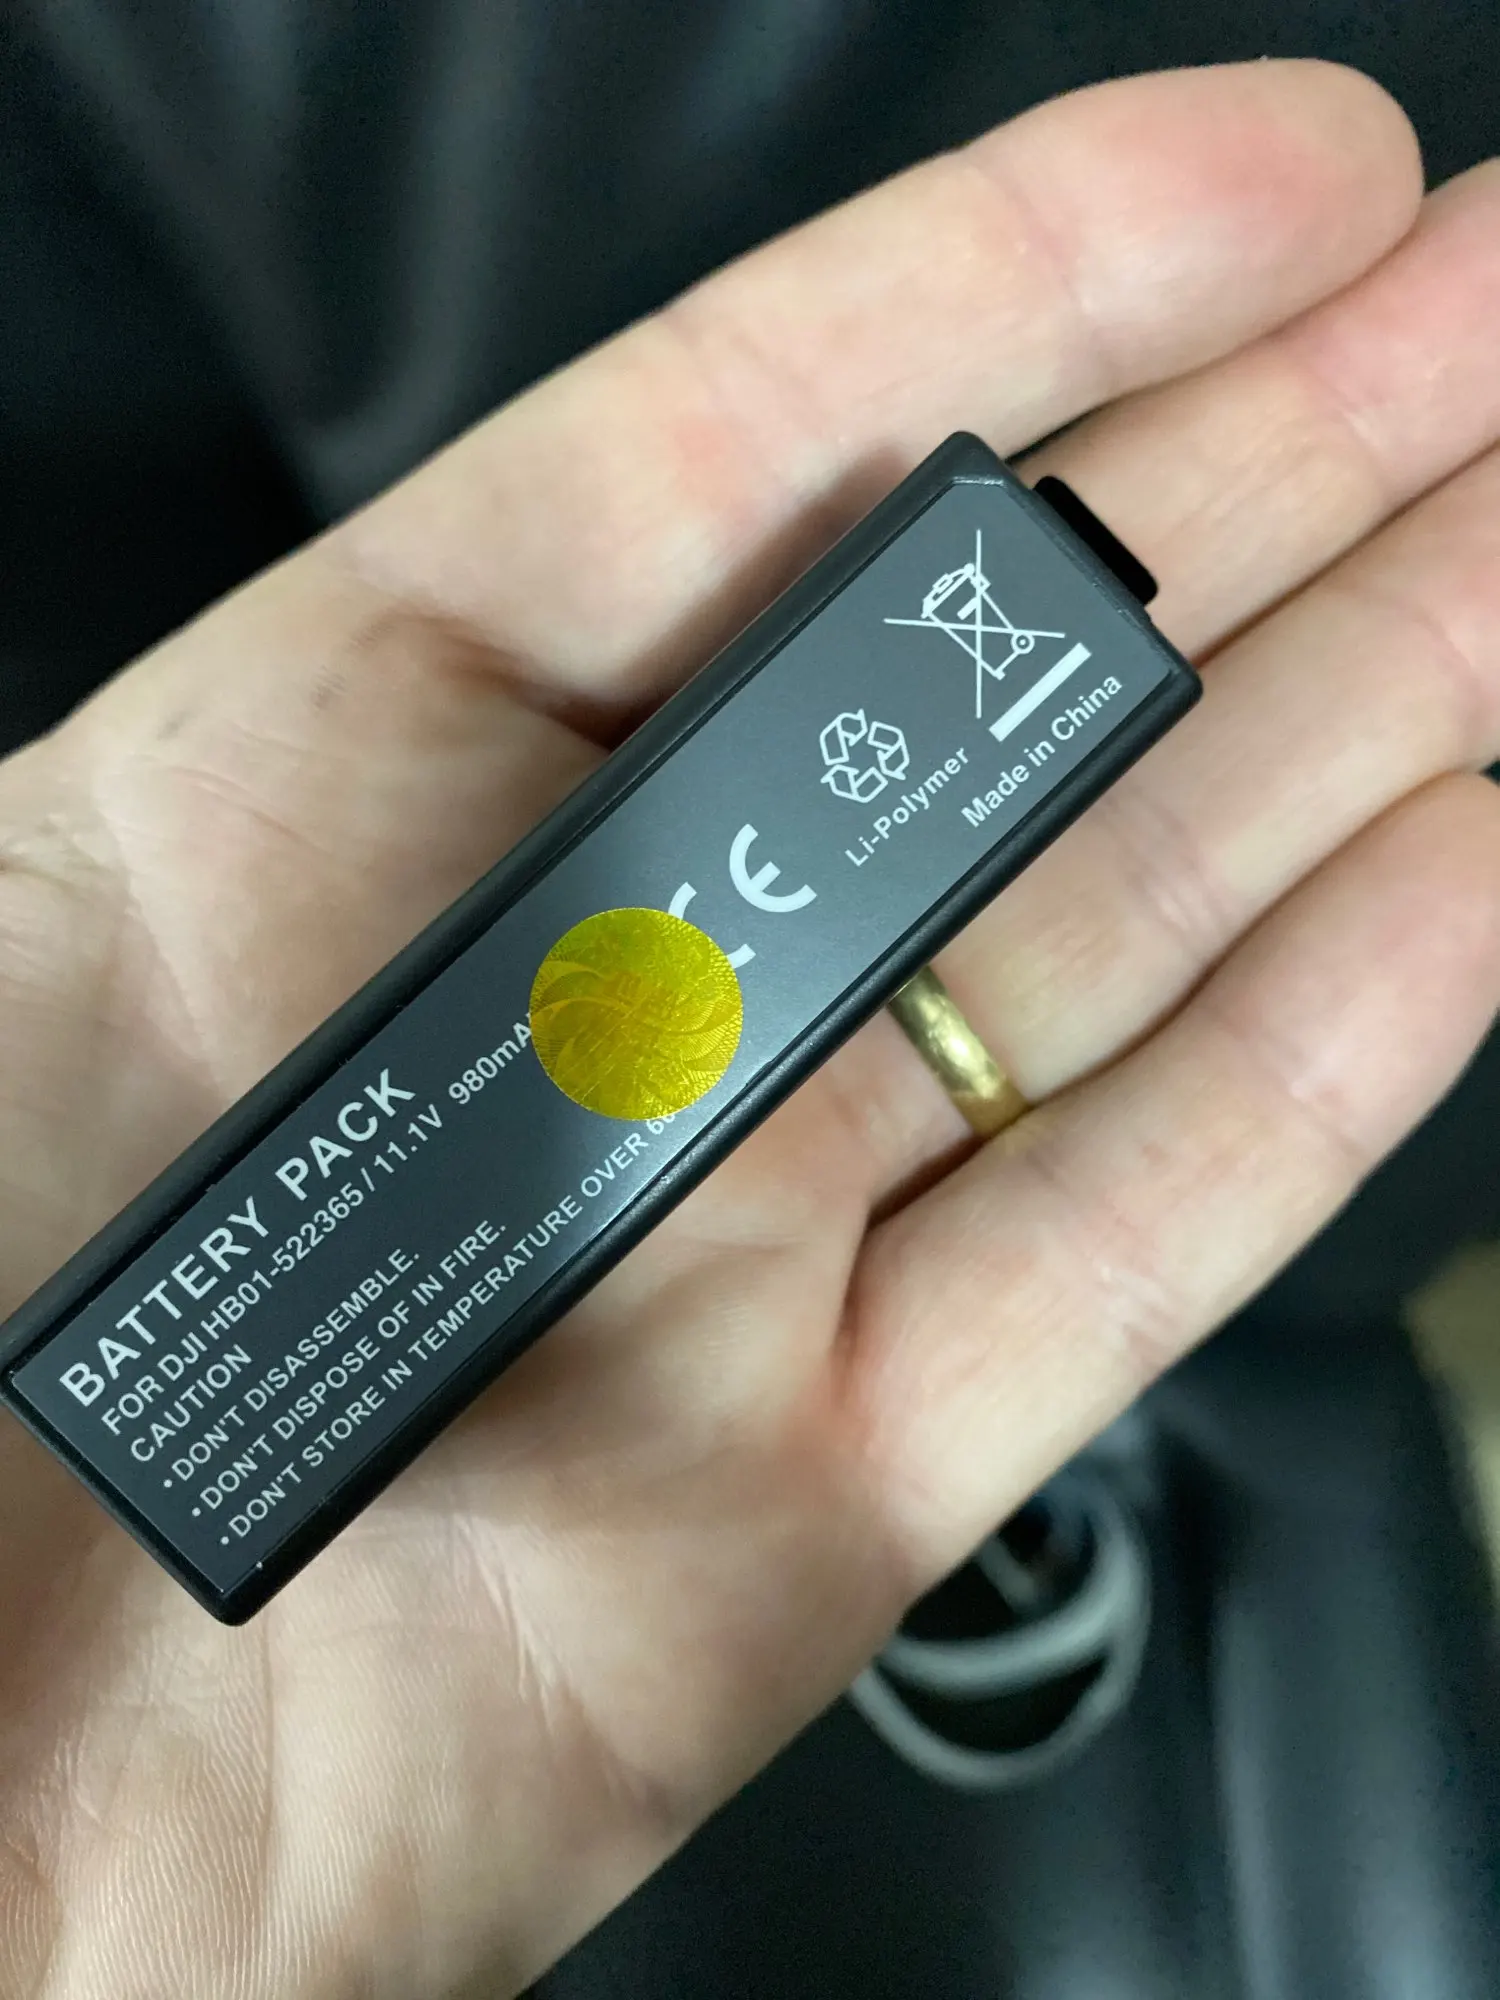 BATTERY PACK
FOR DJI HB01-522365 / 11.1V 980mA
CAUTION
• DON'T DISASSEMBLE.
• DON'T DISPOSE OF IN FIRE.
• DON'T STORE IN TEMPERATURE OVER 60
CE
Li-Polymer
Made in China